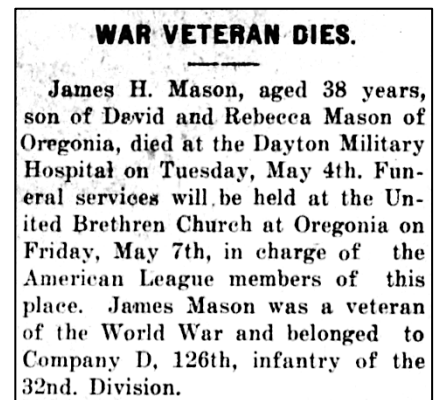 WAR VETERAN DIES.
James H. Mason, aged 38 years,
son of David and Rebecca Mason of
Oregonia, died at the Dayton Military
Hospital on Tuesday, May 4th. Fun-
eral services will be held at the Un-
ited Brethren Church at Oregonia on
Friday, May 7th, in charge of the
American League members of this
place. James Mason was a veteran
of the World War and belonged to
Company D, 126th, infantry of the
32nd. Division.